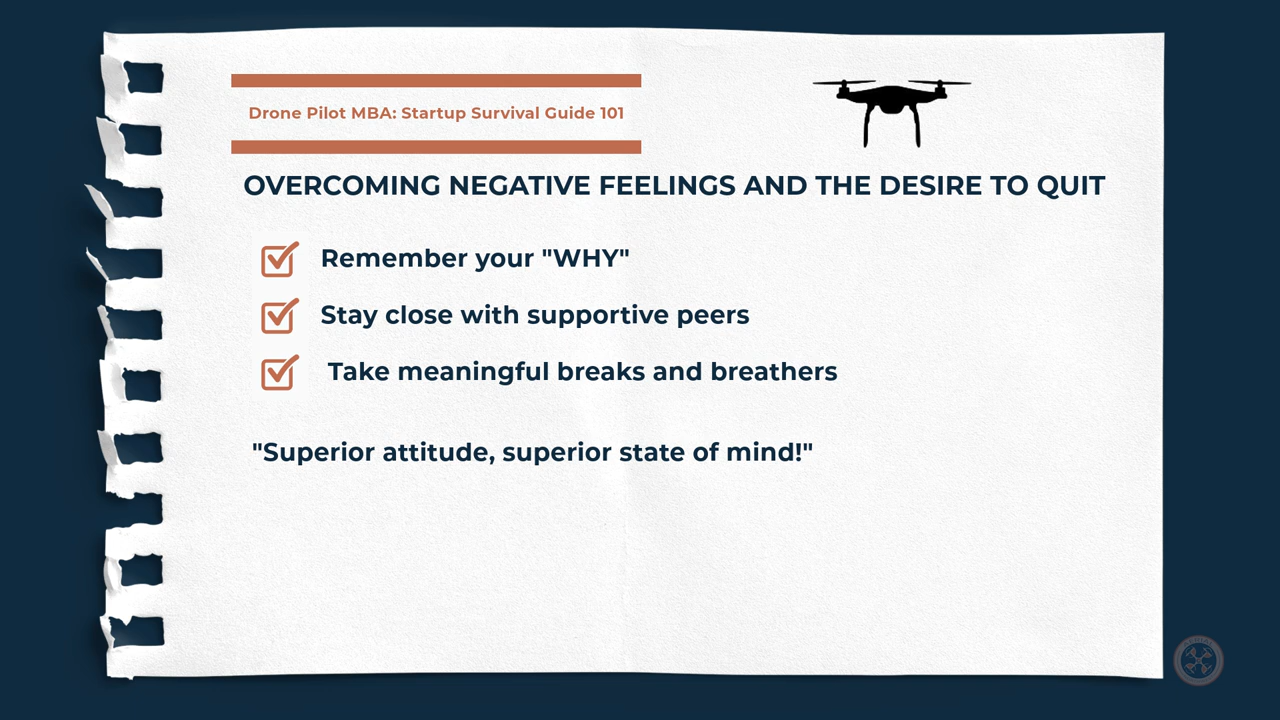 Drone Pilot MBA: Startup Survival Guide 101
OVERCOMING NEGATIVE FEELINGS AND THE DESIRE TO QUIT
Remember your "WHY"
Stay close with supportive peers
Take meaningful breaks and breathers
"Superior attitude, superior state of mind!"